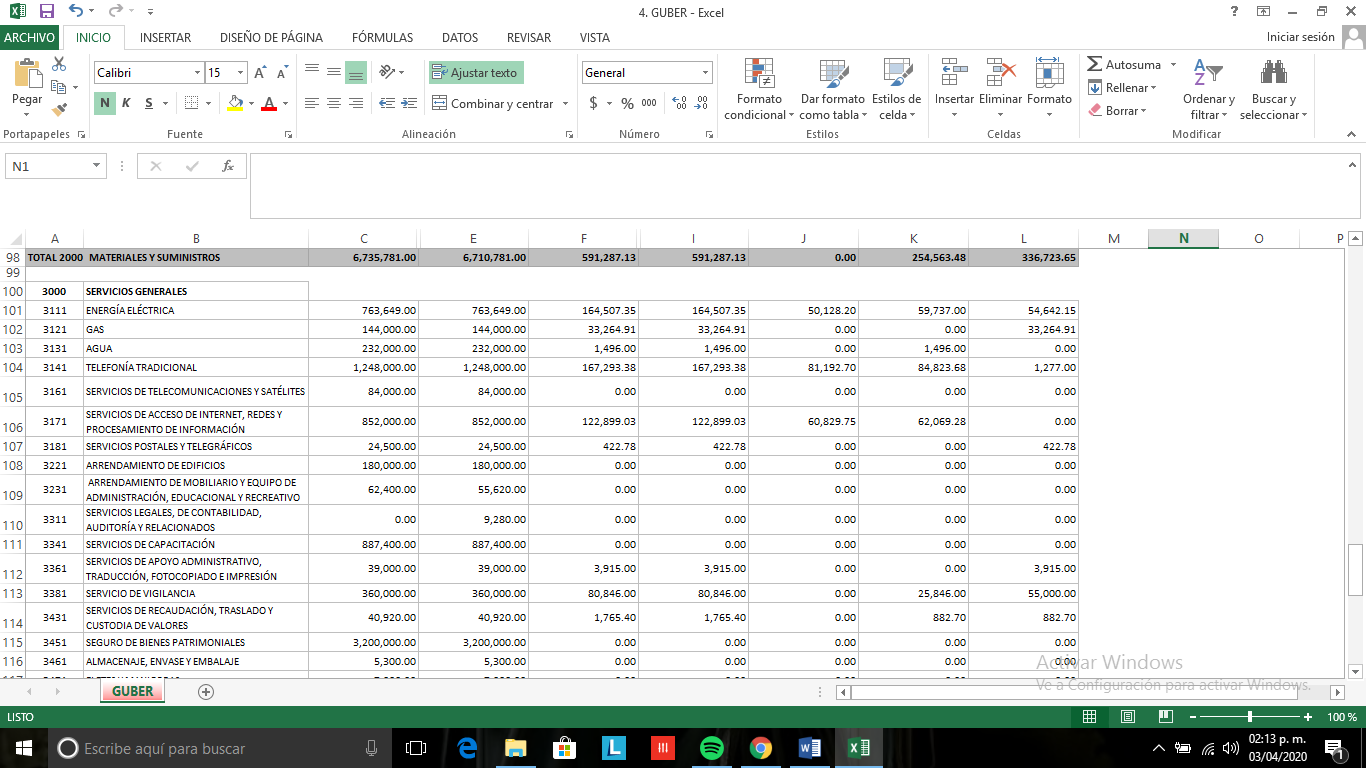 4. GUBER - Excel
ARCHIVO INICIO INSERTAR DISEÑO DE PÁGINA FÓRMULAS DATOS REVISAR VISTA Iniciar sesión
Pegar
Calibri 15 A A
N K S A
Ajustar texto
Combinar y centrar
General
$ % 000
Formato condicional
Dar formato como tabla
Estilos de celda
Insertar Eliminar Formato
Autosuma
Rellenar
Borrar
Ordenar y filtrar
Buscar y seleccionar
Portapapeles Fuente Alineación Número Estilos Celdas Modificar
N1 fx
A B C E F I J K L M N O P
98 TOTAL 2000 MATERIALES Y SUMINISTROS 6,735,781.00 6,710,781.00 591,287.13 591,287.13 0.00 254,563.48 336,723.65
99
100 3000 SERVICIOS GENERALES
101 3111 ENERGÍA ELÉCTRICA 763,649.00 763,649.00 164,507.35 164,507.35 50,128.20 59,737.00 54,642.15
102 3121 GAS 144,000.00 144,000.00 33,264.91 33,264.91 0.00 0.00 33,264.91
103 3131 AGUA 232,000.00 232,000.00 1,496.00 1,496.00 0.00 1,496.00 0.00
104 3141 TELEFONÍA TRADICIONAL 1,248,000.00 1,248,000.00 167,293.38 167,293.38 81,192.70 84,823.68 1,277.00
105 3161 SERVICIOS DE TELECOMUNICACIONES Y SATÉLITES 84,000.00 84,000.00 0.00 0.00 0.00 0.00 0.00
106 3171 SERVICIOS DE ACCESO DE INTERNET, REDES Y PROCESAMIENTO DE INFORMACIÓN 852,000.00 852,000.00 122,899.03 122,899.03 60,829.75 62,069.28 0.00
107 3181 SERVICIOS POSTALES Y TELEGRÁFICOS 24,500.00 24,500.00 422.78 422.78 0.00 0.00 422.78
108 3221 ARRENDAMIENTO DE EDIFICIOS 180,000.00 180,000.00 0.00 0.00 0.00 0.00 0.00
109 3231 ARRENDAMIENTO DE MOBILIARIO Y EQUIPO DE ADMINISTRACIÓN, EDUCACIONAL Y RECREATIVO 62,400.00 55,620.00 0.00 0.00 0.00 0.00 0.00
110 3311 SERVICIOS LEGALES, DE CONTABILIDAD, AUDITORÍA Y RELACIONADOS 0.00 9,280.00 0.00 0.00 0.00 0.00 0.00
111 3341 SERVICIOS DE CAPACITACIÓN 887,400.00 887,400.00 0.00 0.00 0.00 0.00 0.00
112 3361 SERVICIOS DE APOYO ADMINISTRATIVO, TRADUCCIÓN, FOTOCOPIADO E IMPRESIÓN 39,000.00 39,000.00 3,915.00 3,915.00 0.00 0.00 3,915.00
113 3381 SERVICIO DE VIGILANCIA 360,000.00 360,000.00 80,846.00 80,846.00 0.00 25,846.00 55,000.00
114 3431 SERVICIOS DE RECAUDACIÓN, TRASLADO Y CUSTODIA DE VALORES 40,920.00 40,920.00 1,765.40 1,765.40 0.00 882.70 882.70
115 3451 SEGURO DE BIENES PATRIMONIALES 3,200,000.00 3,200,000.00 0.00 0.00 0.00 0.00 0.00
116 3461 ALMACENAJE, ENVASE Y EMBALAJE 5,300.00 5,300.00 0.00 0.00 0.00 0.00 0.00
Activar Windows
Ve a Configuración para activar Windows.
GUBER
LISTO 100 %
Escribe aquí para buscar
02:13 p. m.
03/04/2020